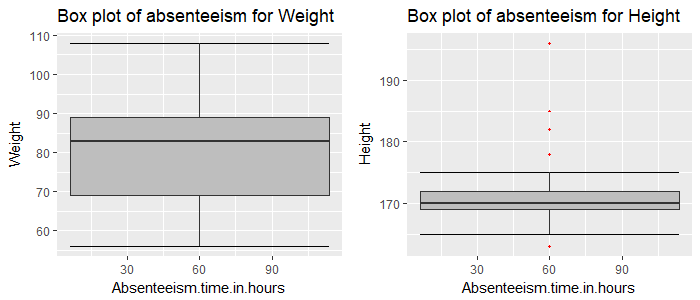 Box plot of absenteeism for Weight
110
100
90
80
70
60
Weight
30 60 90
Absenteeism.time.in.hours
Box plot of absenteeism for Height
190
180
170
Height
30 60 90
Absenteeism.time.in.hours